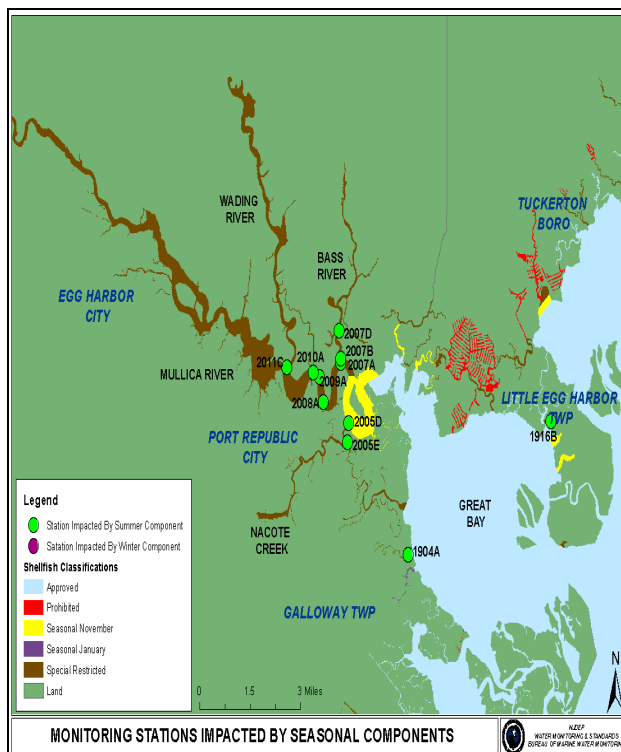 TUCKERTON
BORO
WADING
RIVER
BASS
RIVER
EGG HARBOR
CITY
2007D
2007B
2010A
2011C
2007A
2009A
MULLICA RIVER
LITTLE EGG HARBOR
TWP
2008A
2005D
1916B
PORT REPUBLIC
CITY
2005E
GREAT
BAY
NACOTE
CREEK
1904A
GALLOWAY TWP
Legend
Station Impacted By Summer Component
Satation Impacted By Winter Component
Shellfish Classifications
Approved
Prohibited
Seasonal November
Seasonal January
Special Restricted
Land
0 1.5 3 Miles
N
MONITORING STATIONS IMPACTED BY SEASONAL COMPONENTS
NJDEP
WATER MONITORING & STANDARDS
BUREAU OF MARINE WATER MONITORING